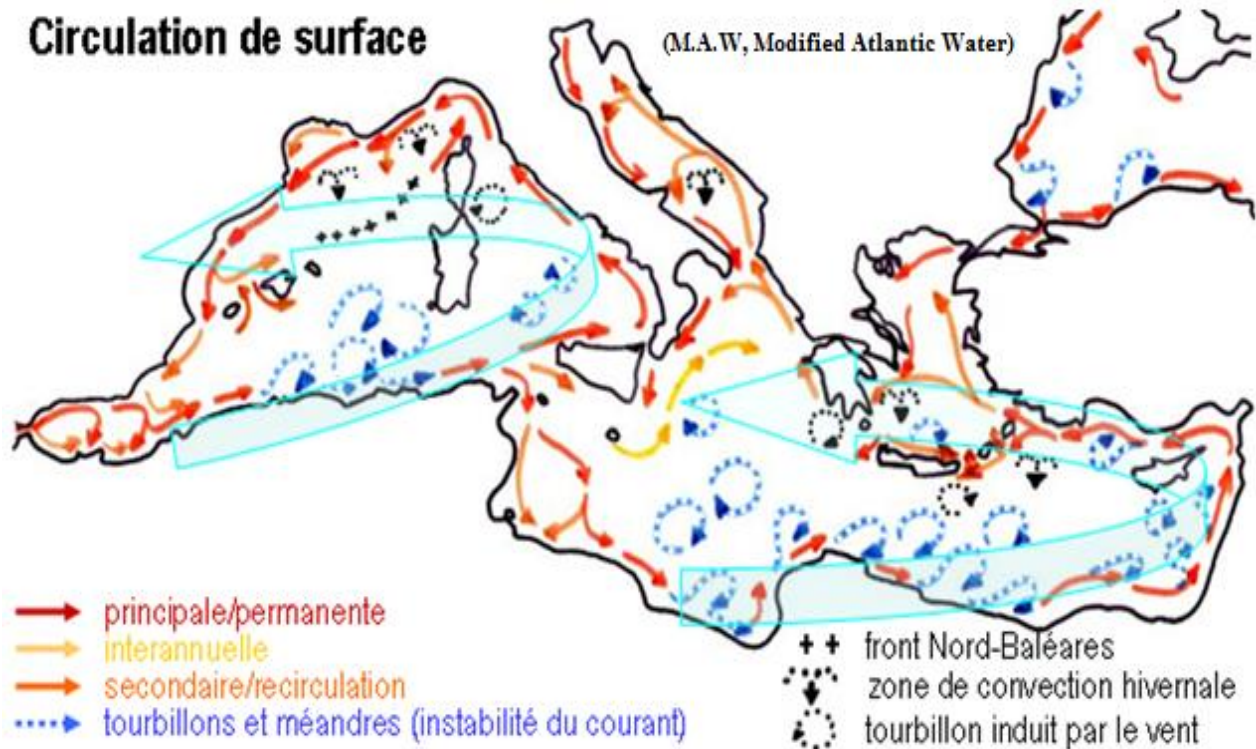 Circulation de surface
(M.A.W, Modified Atlantic Water)
principale/permanente
interannuelle
secondaire/recirculation
tourbillons et méandres (instabilité du courant)
front Nord-Baléares
zone de convection hivernale
tourbillon induit par le vent